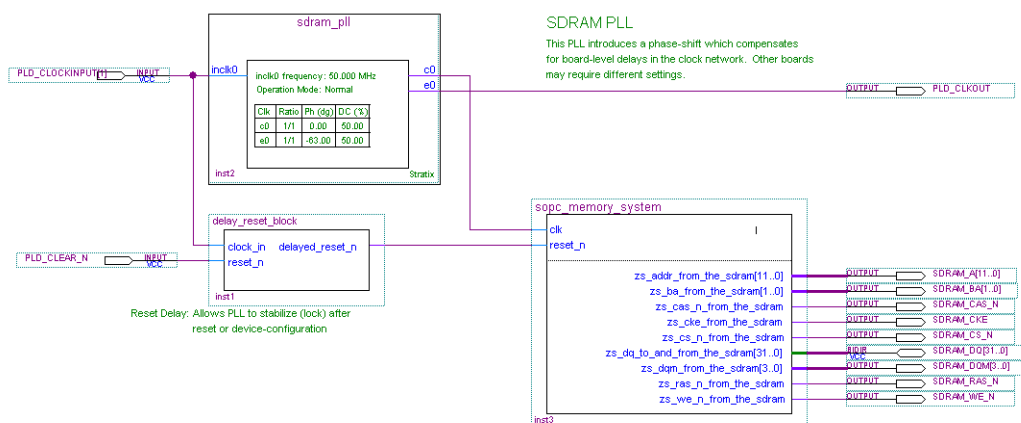 sdram_pll
SDRAM PLL
This PLL introduces a phase-shift which compensates
for board-level delays in the clock network. Other boards
may require different settings.
PLD_CLOCKINPUT[1]
INPUT
VCC
inclk0
inclk0 frequency: 50.000 MHz
Operation Mode: Normal
c0
e0
Clk Ratio Ph (dg) DC (%)
c0 1/1 0.00 50.00
e0 1/1 -63.00 50.00
inst2
Stratix
OUTPUT
PLD_CLKOUT
delay_reset_block
clock_in
delayed_reset_n
reset_n
inst1
PLD_CLEAR_N
INPUT
VCC
Reset Delay: Allows PLL to stabilize (lock) after
reset or device-configuration
sopc_memory_system
clk
reset_n
zs_addr_from_the_sdram[11..0]
OUTPUT
SDRAM_A[11..0]
zs_ba_from_the_sdram[1..0]
OUTPUT
SDRAM_BA[1..0]
zs_cas_n_from_the_sdram
OUTPUT
SDRAM_CAS_N
zs_cke_from_the_sdram
OUTPUT
SDRAM_CKE
zs_cs_n_from_the_sdram
OUTPUT
SDRAM_CS_N
zs_dq_to_and_from_the_sdram[31..0]
BIDIR
VCC
SDRAM_DQ[31..0]
zs_dqm_from_the_sdram[3..0]
OUTPUT
SDRAM_DQM[3..0]
zs_ras_n_from_the_sdram
OUTPUT
SDRAM_RAS_N
zs_we_n_from_the_sdram
OUTPUT
SDRAM_WE_N
inst3